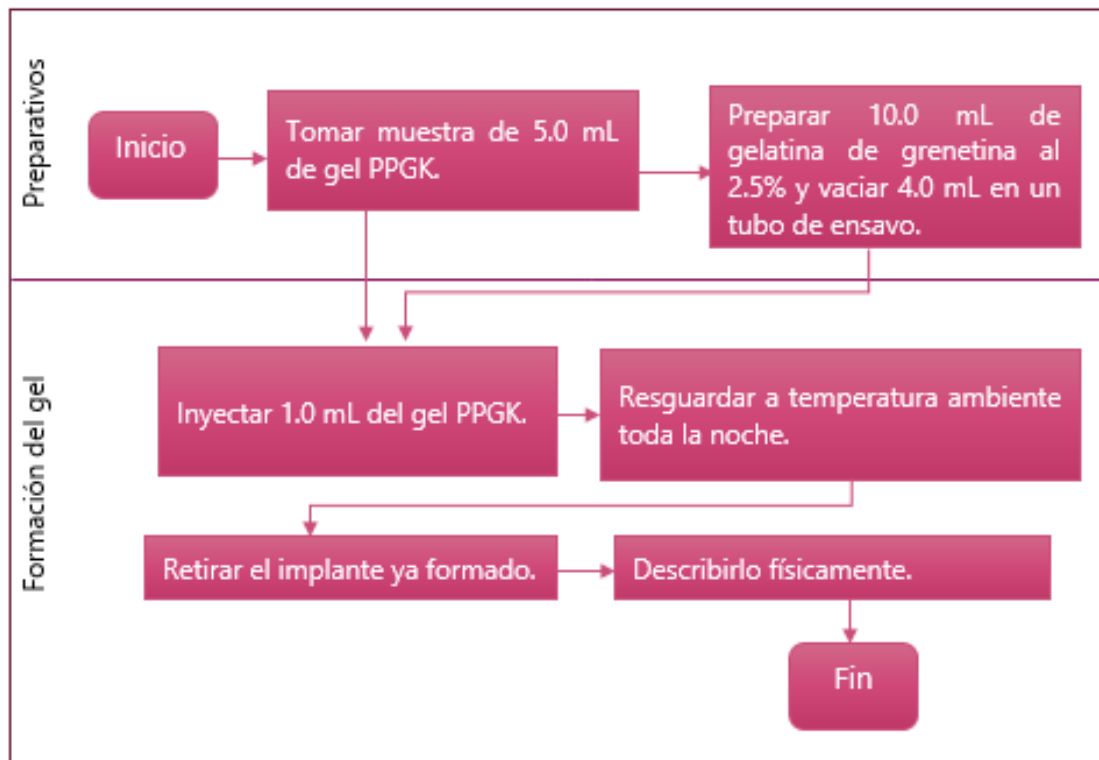 Preparativos
Inicio
Tomar muestra de 5.0 mL
de gel PPGK.
Preparar 10.0 mL de
gelatina de grenetina al
2.5% y vaciar 4.0 mL en un
tubo de ensavo.
Formación del gel
Inyectar 1.0 mL del gel PPGK.
Resguardar a temperatura ambiente
toda la noche.
Retirar el implante ya formado.
Describirlo físicamente.
Fin